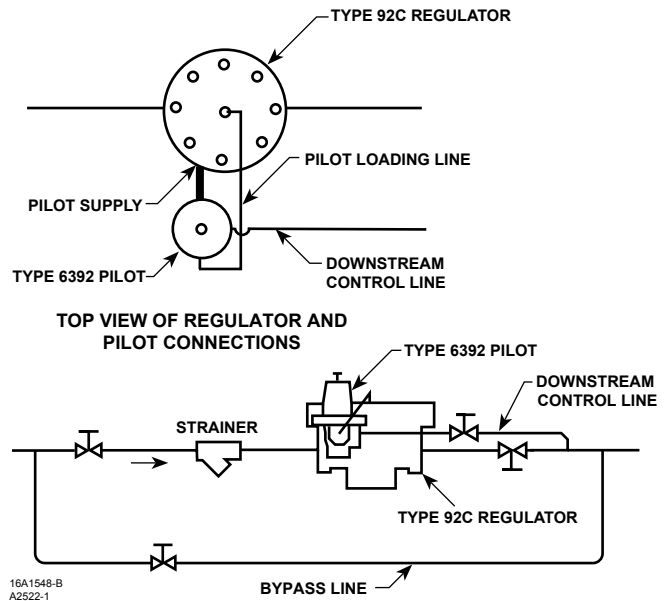 TYPE 92C REGULATOR
PILOT LOADING LINE
PILOT SUPPLY
TYPE 6392 PILOT
DOWNSTREAM
CONTROL LINE
TOP VIEW OF REGULATOR AND
PILOT CONNECTIONS
TYPE 6392 PILOT
DOWNSTREAM
CONTROL LINE
STRAINER
TYPE 92C REGULATOR
BYPASS LINE
16A1548-B
A2522-1